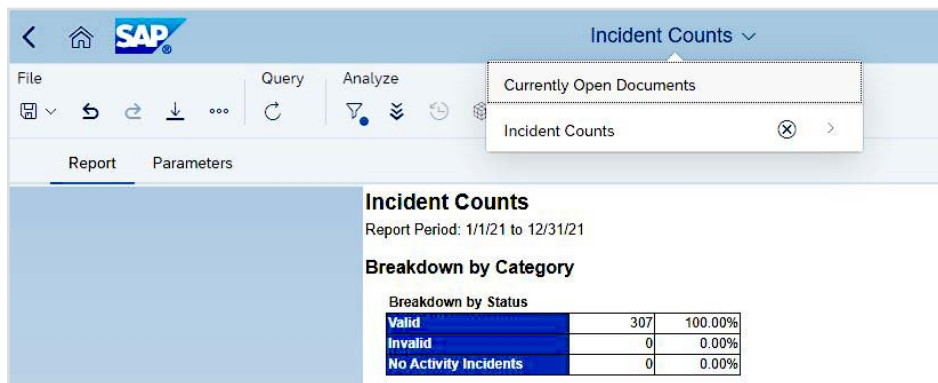 SAP® Incident Counts
File Query Analyze
Currently Open Documents
Incident Counts
Report Parameters
Incident Counts
Report Period: 1/1/21 to 12/31/21
Breakdown by Category
Breakdown by Status
Valid 307 100.00%
Invalid 0 0.00%
No Activity Incidents 0 0.00%